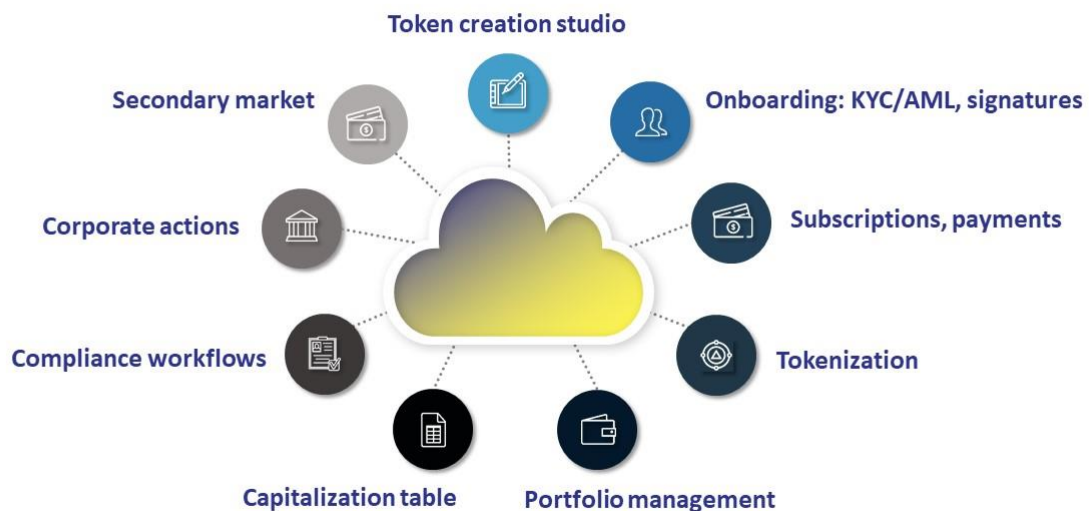 Token creation studio
Secondary market
Onboarding: KYC/AML, signatures
Corporate actions
Subscriptions, payments
Compliance workflows
Tokenization
Capitalization table
Portfolio management